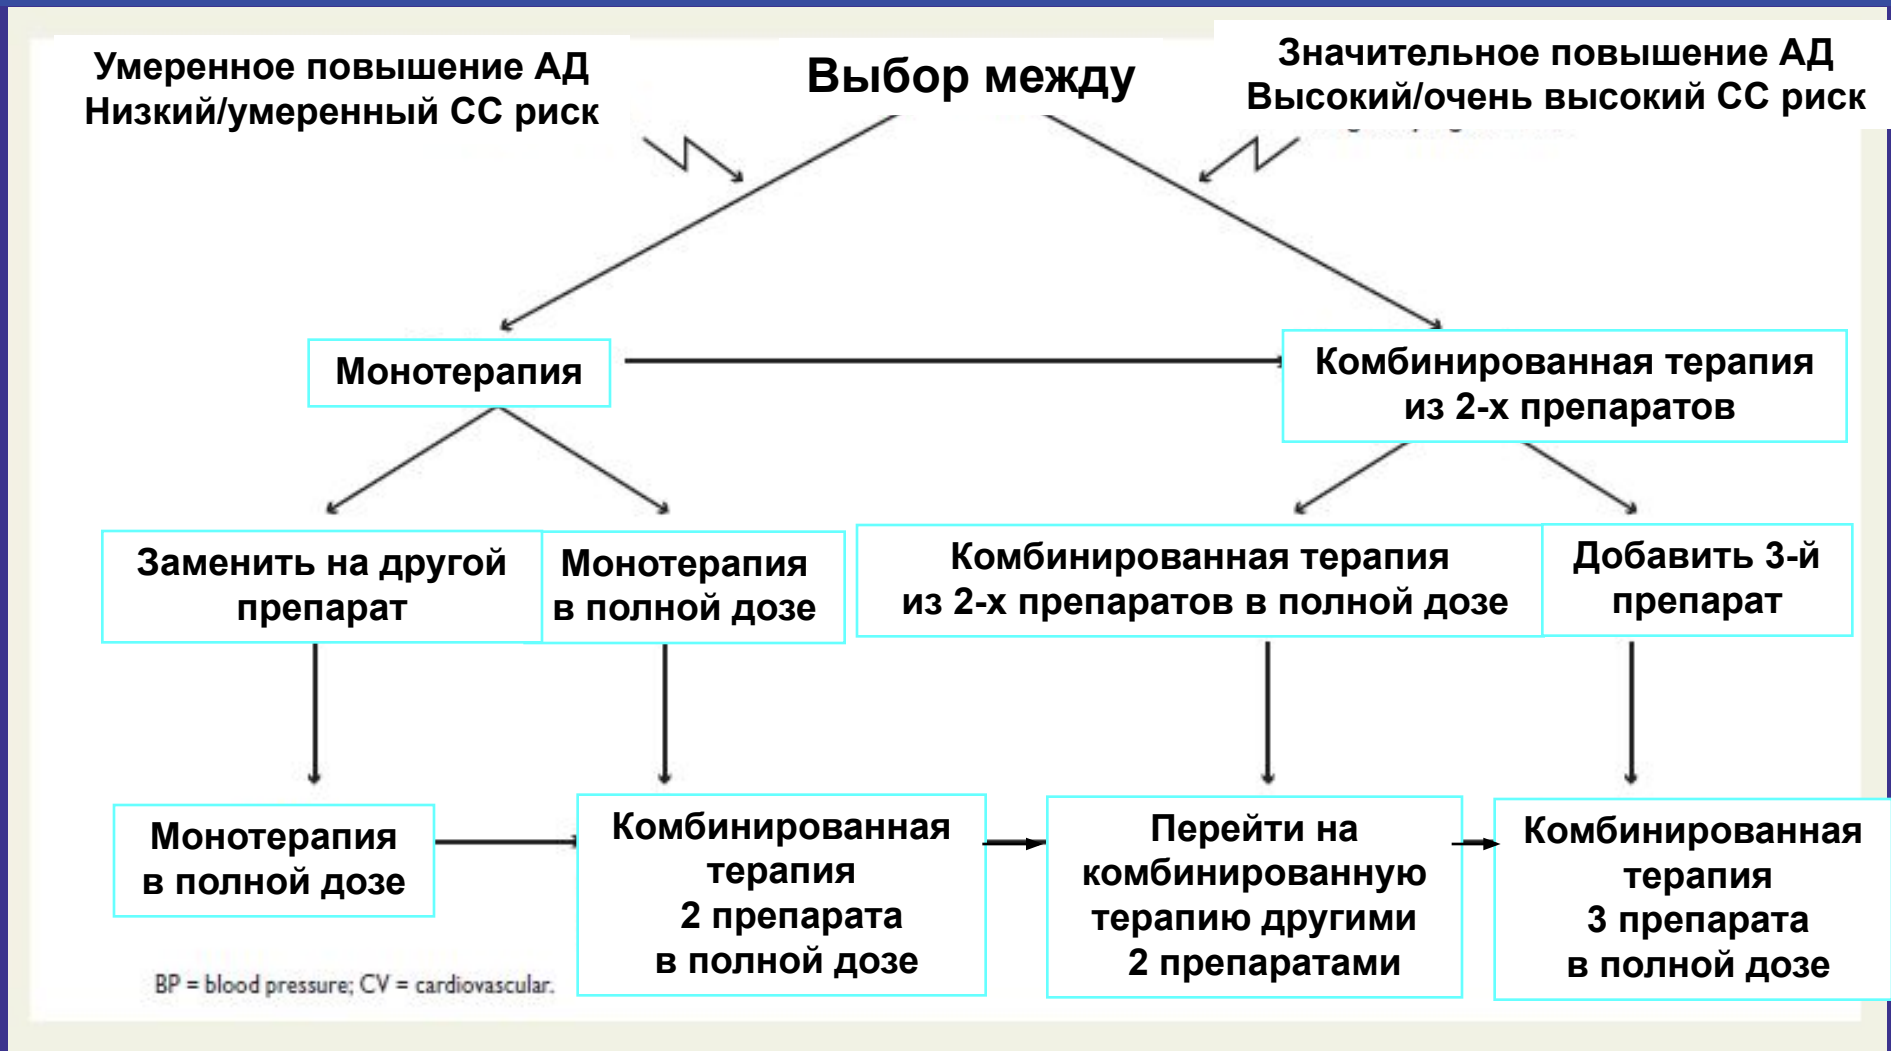 Умеренное повышение АД
Низкий/умеренный СС риск
Выбор между
Значительное повышение АД
Высокий/очень высокий СС риск
Монотерапия
Комбинированная терапия
из 2-х препаратов
Заменить на другой
препарат
Монотерапия
в полной дозе
Комбинированная терапия
из 2-х препаратов в полной дозе
Добавить 3-й
препарат
Монотерапия
в полной дозе
Комбинированная
терапия
2 препарата
в полной дозе
Перейти на
комбинированную
терапию другими
2 препаратами
Комбинированная
терапия
3 препарата
в полной дозе
BP = blood pressure; CV = cardiovascular.